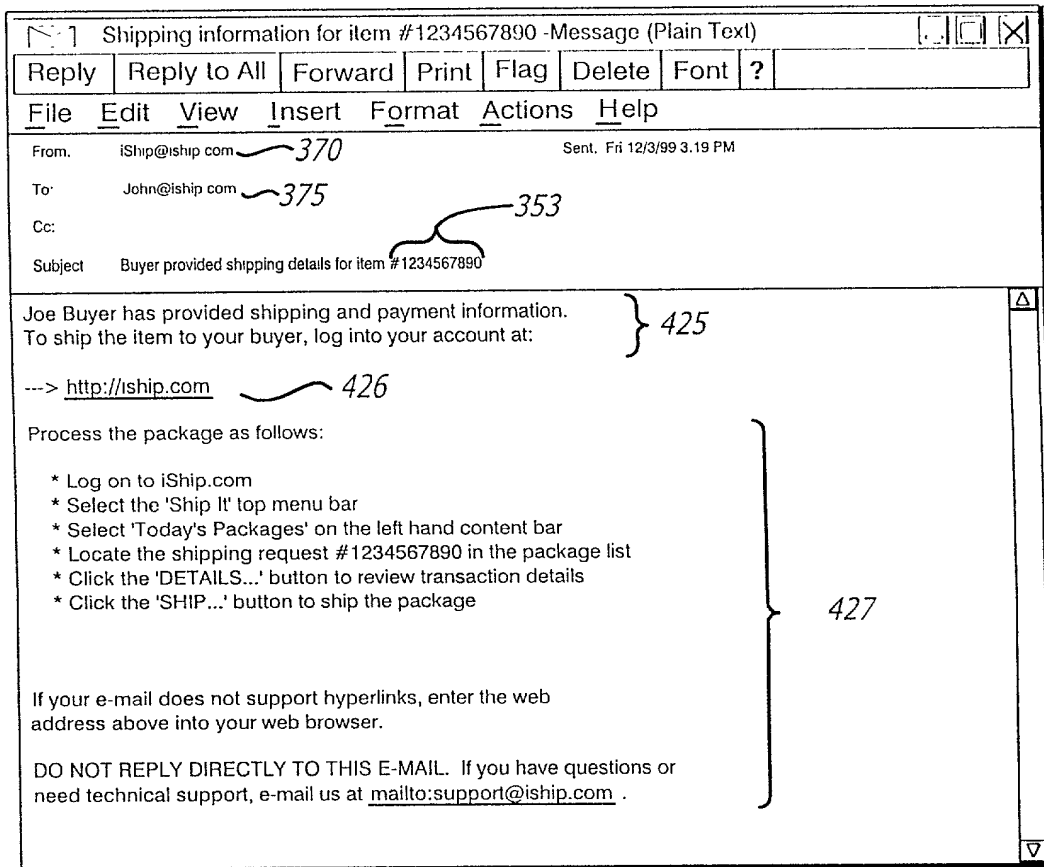 Shipping information for item #1234567890 -Message (Plain Text)
Reply Reply to All Forward Print Flag Delete Font ?
File Edit View Insert Format Actions Help
From. iShip@iship com 370 Sent. Fri 12/3/99 3.19 PM
To: John@iship com 375
353
Cc:
Subject Buyer provided shipping details for item #1234567890
Joe Buyer has provided shipping and payment information.
To ship the item to your buyer, log into your account at:
425
---> http://iship.com 426
Process the package as follows:
* Log on to iShip.com
* Select the 'Ship It' top menu bar
* Select 'Today's Packages' on the left hand content bar
* Locate the shipping request #1234567890 in the package list
* Click the 'DETAILS...' button to review transaction details
* Click the 'SHIP...' button to ship the package
427
If your e-mail does not support hyperlinks, enter the web
address above into your web browser.
DO NOT REPLY DIRECTLY TO THIS E-MAIL. If you have questions or
need technical support, e-mail us at mailto:support@iship.com .